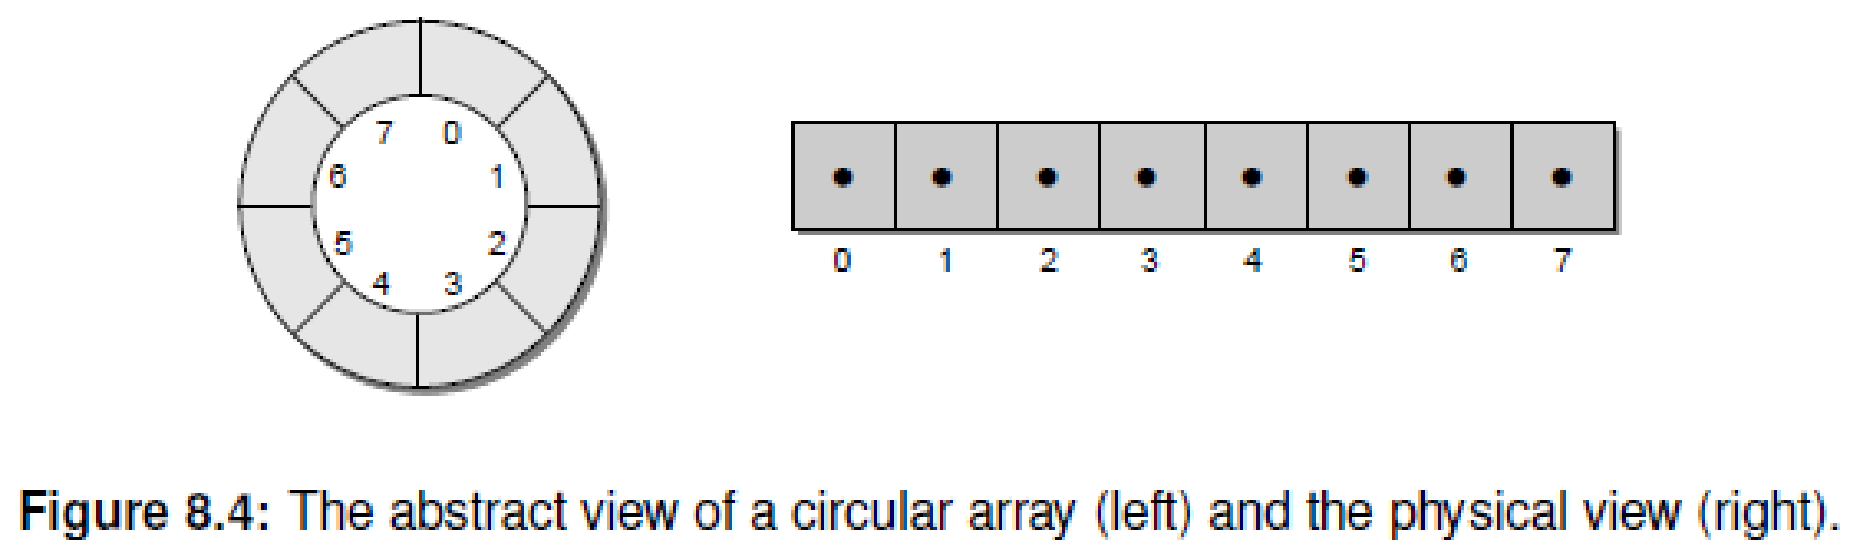 7 0
6 1
5 2
4 3
0 1 2 3 4 5 6 7
Figure 8.4: The abstract view of a circular array (left) and the physical view (right).